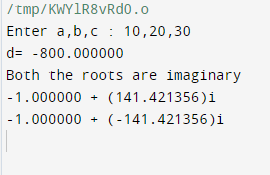 /tmp/KWYlR8vRdO.o
Enter a,b,c : 10,20,30
d= -800.000000
Both the roots are imaginary
-1.000000 + (141.421356)i
-1.000000 + (-141.421356)i